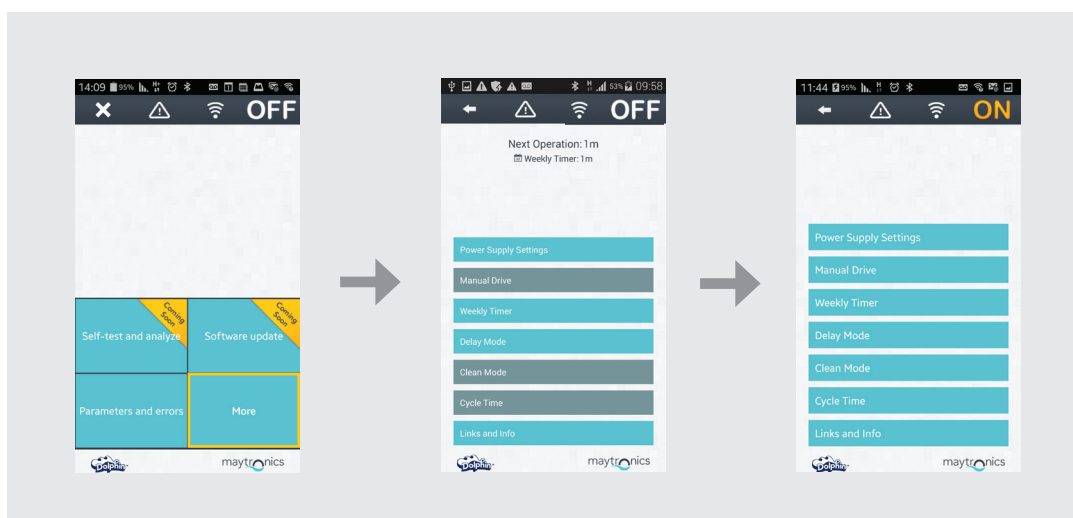 14:09 95%
OFF
Coming Soon
Coming Soon
Self-test and analyze
Software update
Parameters and errors
More
Dolphin
maytronics
53% 09:58
OFF
Next Operation: 1m
Weekly Timer: 1m
Power Supply Settings
Manual Drive
Weekly Timer
Delay Mode
Clean Mode
Cycle Time
Links and Info
Dolphin
maytronics
11:44 95%
ON
Power Supply Settings
Manual Drive
Weekly Timer
Delay Mode
Clean Mode
Cycle Time
Links and Info
Dolphin
maytronics